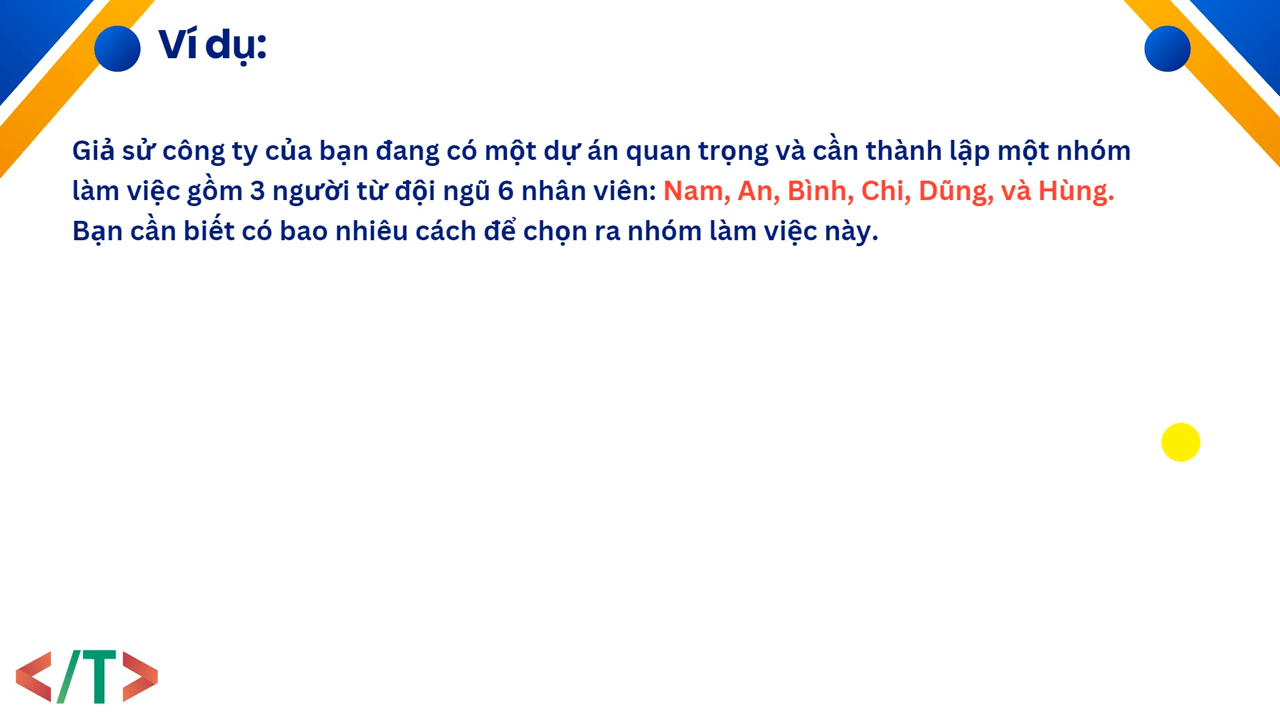 Ví dụ:
Giả sử công ty của bạn đang có một dự án quan trọng và cần thành lập một nhóm
làm việc gồm 3 người từ đội ngũ 6 nhân viên: Nam, An, Bình, Chi, Dũng, và Hùng.
Bạn cần biết có bao nhiêu cách để chọn ra nhóm làm việc này.
</T>